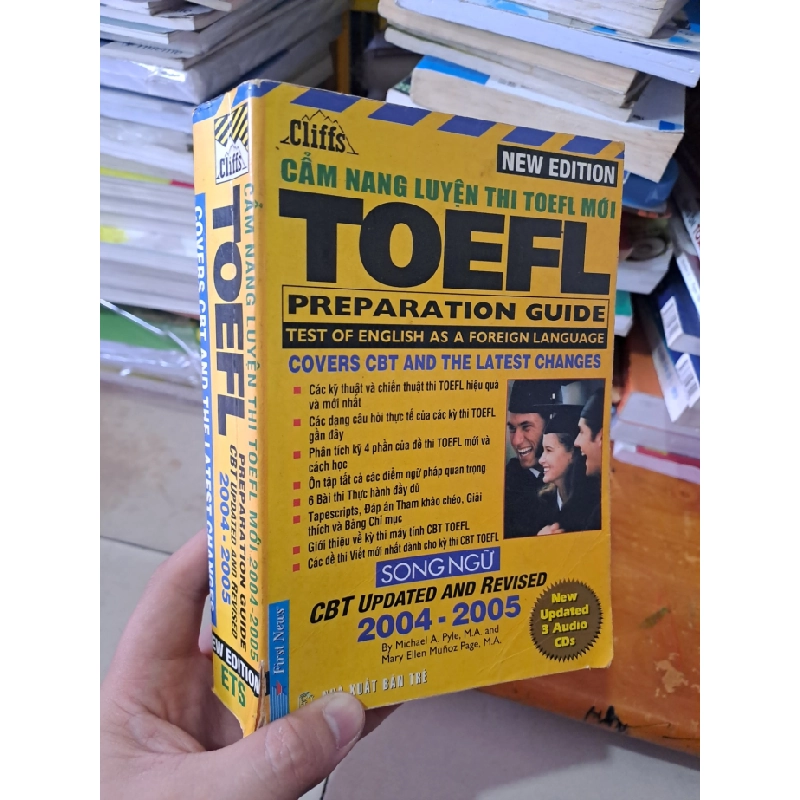 Cliffs
NEW EDITION
CẨM NANG LUYỆN THI TOEFL MỚI
TOEFL
PREPARATION GUIDE
TEST OF ENGLISH AS A FOREIGN LANGUAGE
COVERS CBT AND THE LATEST CHANGES
Các kỹ thuật và chiến thuật thi TOEFL hiệu quả
và mới nhất
Các dạng câu hỏi thực tế của các kỳ thi TOEFL
gần đây
Phân tích kỹ 4 phần của đề thi TOEFL mới và
cách học
Ôn tập tất cả các điểm ngữ pháp quan trọng
6 Bài thi Thực hành đầy đủ
Tapescripts, Đáp án Tham khảo chéo, Giải
thích và Bảng Chỉ mục
Giới thiệu về kỳ thi máy tính CBT TOEFL
Các đề thi Viết mới nhất dành cho kỳ thi CBT TOEFL
SONG NGỮ
CBT UPDATED AND REVISED
2004 - 2005
By Michael A. Pyle, M.A. and
Mary Ellen Muñoz Page, M.A.
New
Updated
3 Audio
CDs
First News
XUẤT BẢN TRẺ
Cliffs
TOEFL
PREPARATION GUIDE
CBT UPDATED AND REVISED
2004 - 2005
CẨM NANG LUYỆN THI TOEFL MỚI 2004-2005
COVERS CBT AND THE LATEST CHANGES
NEW EDITION
ETS